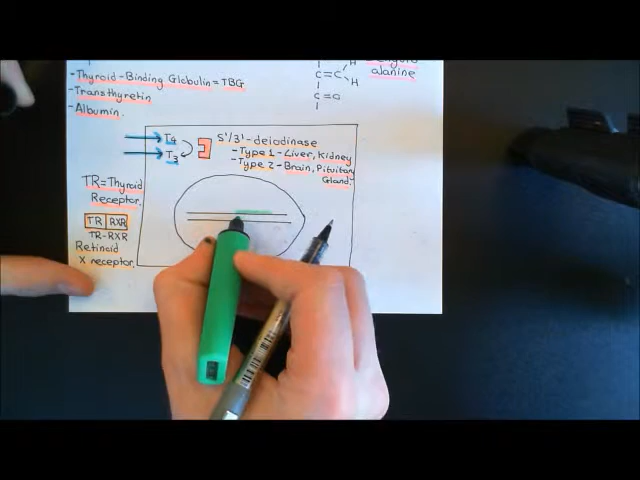 - Thyroid-Binding Globulin = TBG
- Transthyretin
- Albumin.
alanine
C=C
H
H
C=O
T4
T3
5'/3'-deiodinase
- Type 1 - Liver, Kidney
- Type 2 - Brain, Pituitary
Gland.
TR = Thyroid
Receptor.
TR RXR
TR-RXR
Retinoid
X receptor.